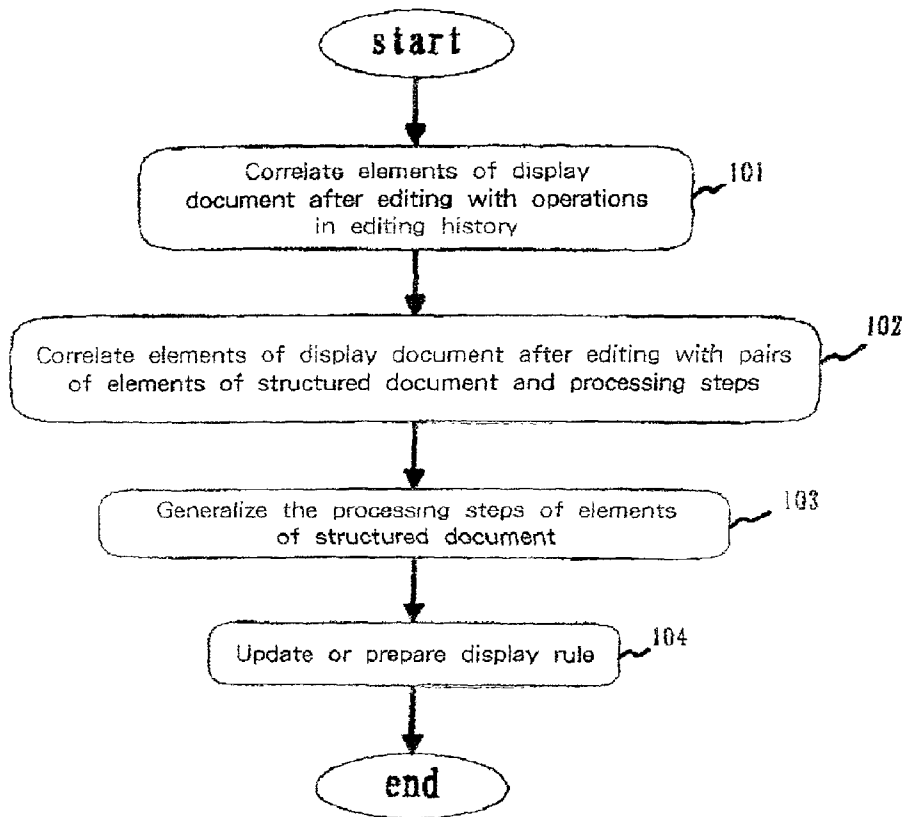 start
Correlate elements of display
document after editing with operations
in editing history
101
Correlate elements of display document after editing with pairs
of elements of structured document and processing steps
102
Generalize the processing steps of elements
of structured document
103
Update or prepare display rule
104
end